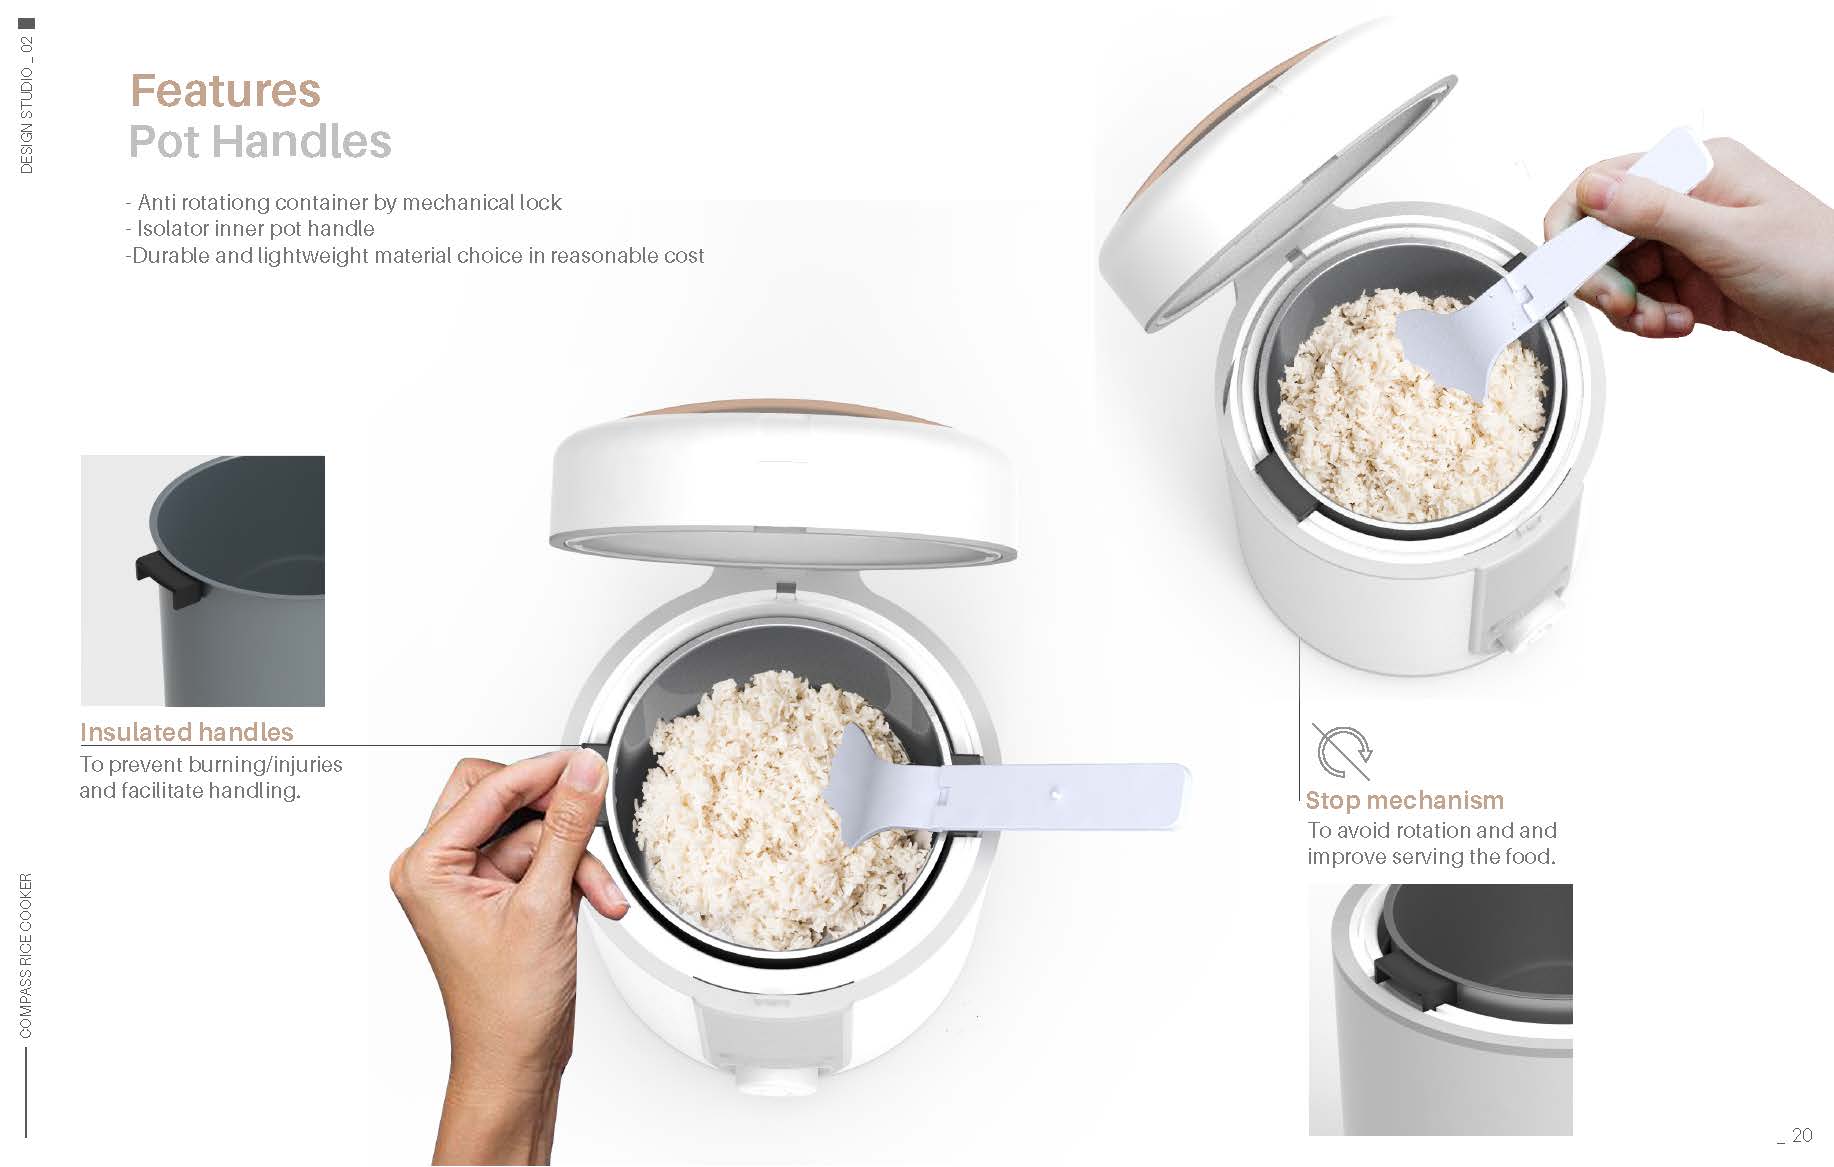 DESIGN STUDIO _ 02
Features
Pot Handles
- Anti rotationg container by mechanical lock
- Isolator inner pot handle
-Durable and lightweight material choice in reasonable cost
Insulated handles
To prevent burning/injuries
and facilitate handling.
Stop mechanism
To avoid rotation and and
improve serving the food.
COMPASS RICE COOKER
_ 20